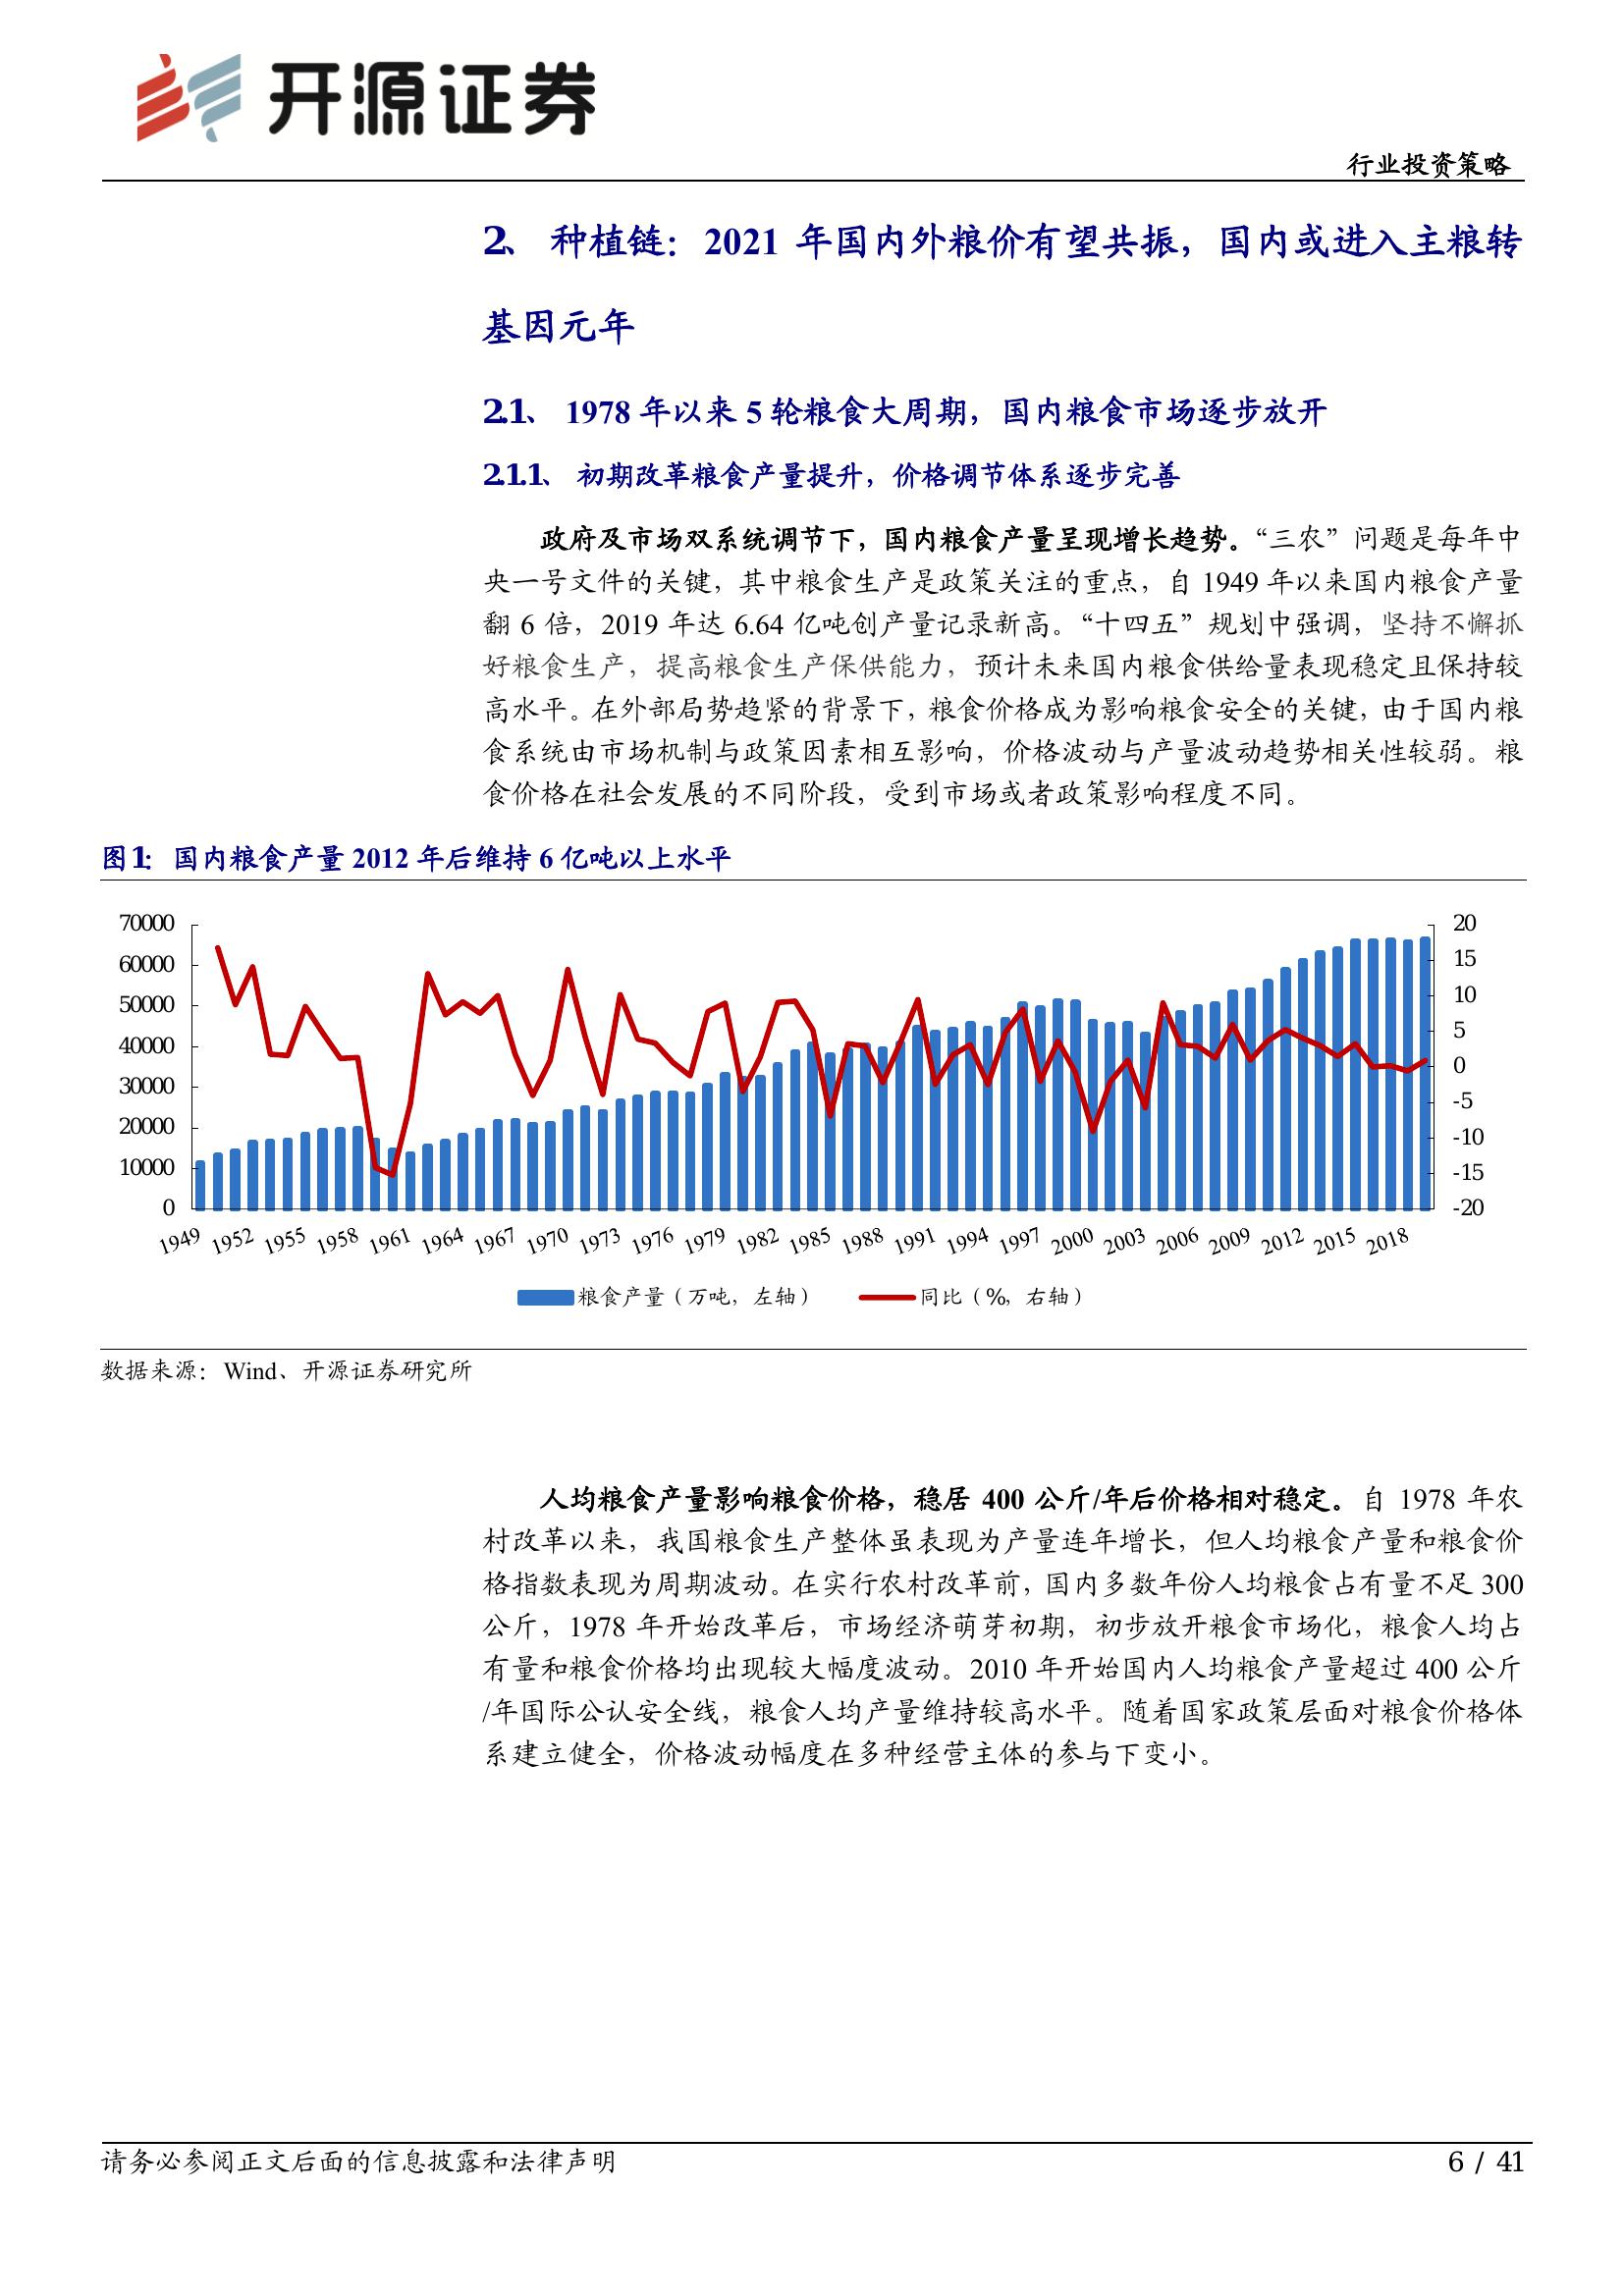 开源证券
行业投资策略
2、 种植链：2021 年国内外粮价有望共振，国内或进入主粮转
基因元年
2.1、 1978 年以来 5 轮粮食大周期，国内粮食市场逐步放开
2.1.1、 初期改革粮食产量提升，价格调节体系逐步完善
政府及市场双系统调节下，国内粮食产量呈现增长趋势。“三农”问题是每年中
央一号文件的关键，其中粮食生产是政策关注的重点，自 1949 年以来国内粮食产量
翻 6 倍，2019 年达 6.64 亿吨创产量记录新高。“十四五”规划中强调，坚持不懈抓
好粮食生产，提高粮食生产保供能力，预计未来国内粮食供给量表现稳定且保持较
高水平。在外部局势趋紧的背景下，粮食价格成为影响粮食安全的关键，由于国内粮
食系统由市场机制与政策因素相互影响，价格波动与产量波动趋势相关性较弱。粮
食价格在社会发展的不同阶段，受到市场或者政策影响程度不同。
图1： 国内粮食产量 2012 年后维持 6 亿吨以上水平
70000 20
60000 15
50000 10
40000 5
30000 0
20000 -5
10000 -10
0 -15
-20
1949 1952 1955 1958 1961 1964 1967 1970 1973 1976 1979 1982 1985 1988 1991 1994 1997 2000 2003 2006 2009 2012 2015 2018
粮食产量（万吨，左轴） 同比（%，右轴）
数据来源：Wind、开源证券研究所
人均粮食产量影响粮食价格，稳居 400 公斤/年后价格相对稳定。自 1978 年农
村改革以来，我国粮食生产整体虽表现为产量连年增长，但人均粮食产量和粮食价
格指数表现为周期波动。在实行农村改革前，国内多数年份人均粮食占有量不足 300
公斤，1978 年开始改革后，市场经济萌芽初期，初步放开粮食市场化，粮食人均占
有量和粮食价格均出现较大幅度波动。2010 年开始国内人均粮食产量超过 400 公斤
/年国际公认安全线，粮食人均产量维持较高水平。随着国家政策层面对粮食价格体
系建立健全，价格波动幅度在多种经营主体的参与下变小。
请务必参阅正文后面的信息披露和法律声明 6 / 41